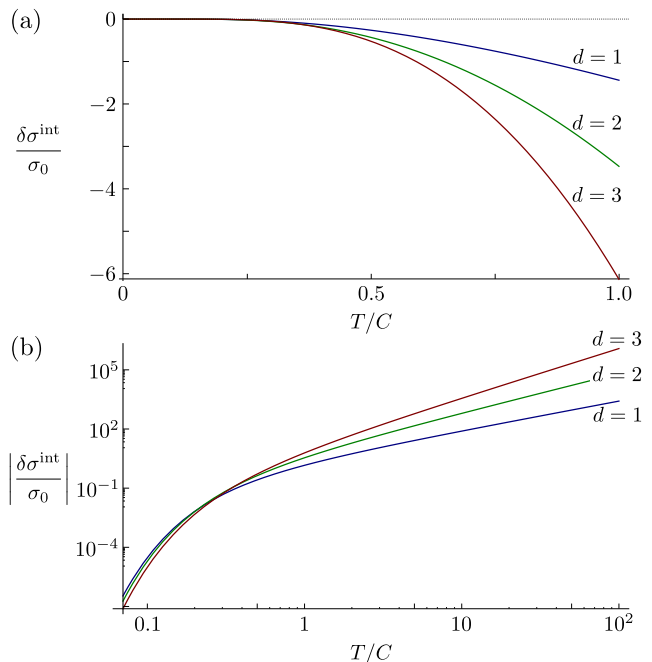 (a)
0
−2
−4
−6
δσ^int
σ_0
d = 1
d = 2
d = 3
0
0.5
1.0
T/C
(b)
10^5
10^2
10^−1
10^−4
|δσ^int
σ_0|
d = 3
d = 2
d = 1
0.1
1
10
10^2
T/C